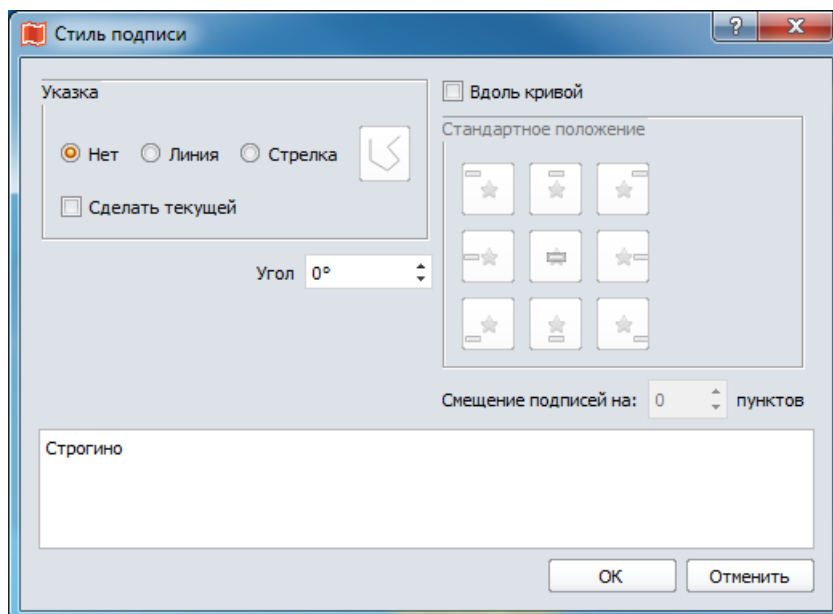 Стиль подписи
?
X
Указка
Нет
Линия
Стрелка
Сделать текущей
Угол 0°
Вдоль кривой
Стандартное положение
Смещение подписей на: 0 пунктов
Строгино
ОК
Отменить